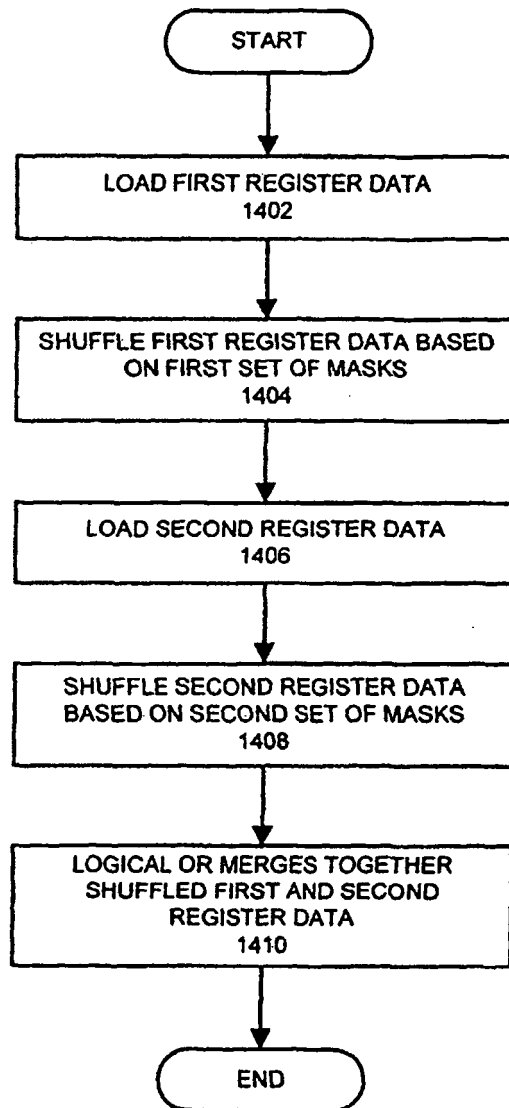 START
LOAD FIRST REGISTER DATA
1402
SHUFFLE FIRST REGISTER DATA BASED
ON FIRST SET OF MASKS
1404
LOAD SECOND REGISTER DATA
1406
SHUFFLE SECOND REGISTER DATA
BASED ON SECOND SET OF MASKS
1408
LOGICAL OR MERGES TOGETHER
SHUFFLED FIRST AND SECOND
REGISTER DATA
1410
END